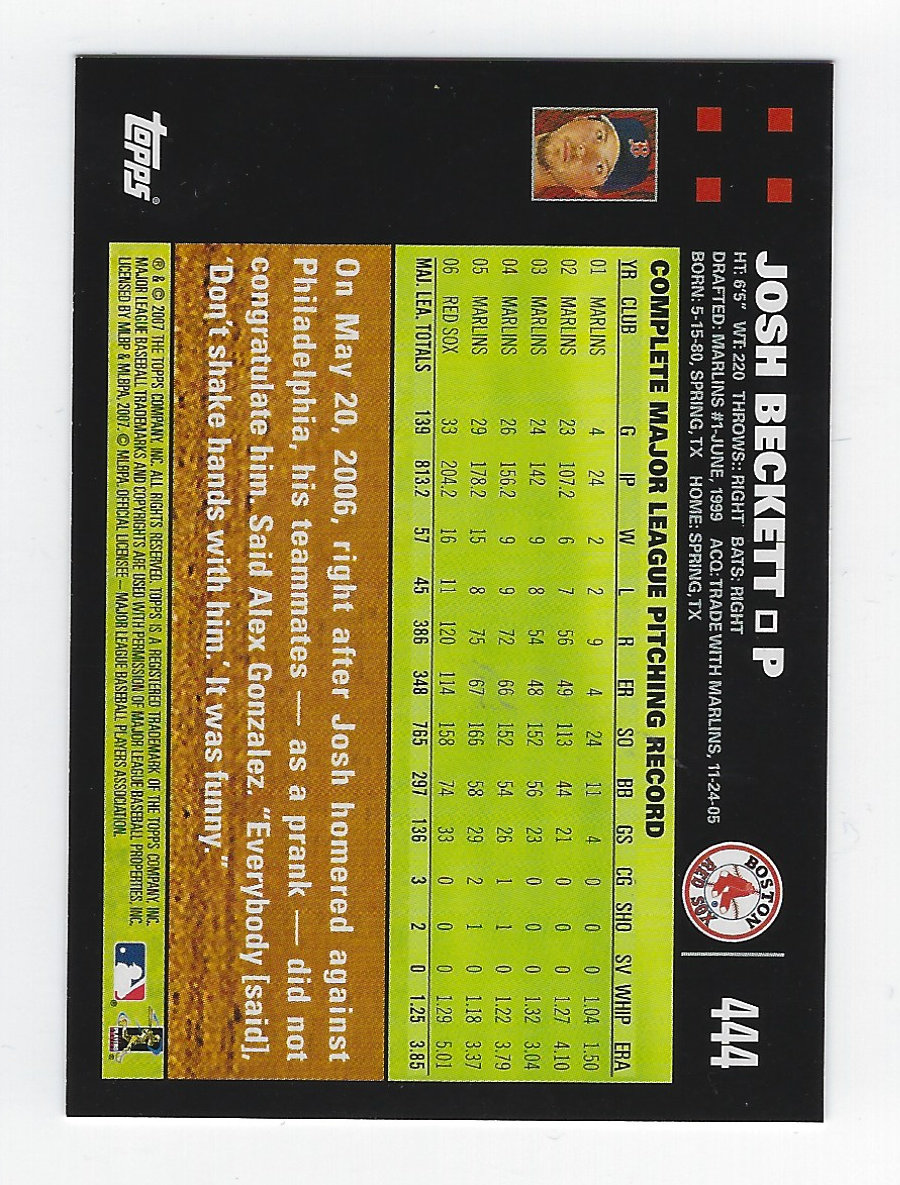 JOSH BECKETT □ P
444
HT: 6'5" WT: 220 THROWS: RIGHT BATS: RIGHT
DRAFTED: MARLINS #1-JUNE, 1999 ACQ: TRADE WITH MARLINS, 11-24-05
BORN: 5-15-80, SPRING, TX HOME: SPRING, TX
BOSTON
RED SOX
B
COMPLETE MAJOR LEAGUE PITCHING RECORD
YR CLUB G IP W L R ER SO BB GS CG SHO SV WHIP ERA
01 MARLINS 4 24 2 2 9 4 24 11 4 0 0 0 1.04 1.50
02 MARLINS 23 107.2 6 7 56 49 113 44 21 0 0 0 1.27 4.10
03 MARLINS 24 142 9 8 54 48 152 56 23 0 0 0 1.32 3.04
04 MARLINS 26 156.2 9 9 72 66 152 54 26 1 1 0 1.22 3.79
05 MARLINS 29 178.2 15 8 75 67 166 58 29 2 1 0 1.18 3.37
06 RED SOX 33 204.2 16 11 120 114 158 74 33 0 0 0 1.29 5.01
MAJ. LEA. TOTALS 139 813.2 57 45 386 348 765 297 136 3 2 0 1.25 3.85
On May 20, 2006, right after Josh homered against
Philadelphia, his teammates — as a prank — did not
congratulate him. Said Alex Gonzalez, "Everybody [said],
'Don't shake hands with him.' It was funny."
® & © 2007 THE TOPPS COMPANY, INC. ALL RIGHTS RESERVED. TOPPS IS A REGISTERED TRADEMARK OF THE TOPPS COMPANY, INC.
MAJOR LEAGUE BASEBALL TRADEMARKS AND COPYRIGHTS ARE USED WITH PERMISSION OF MAJOR LEAGUE BASEBALL PROPERTIES, INC.
LICENSED BY MLBP & MLBPA, 2007. © MLBPA. OFFICIAL LICENSEE — MAJOR LEAGUE BASEBALL PLAYERS ASSOCIATION.
topps®